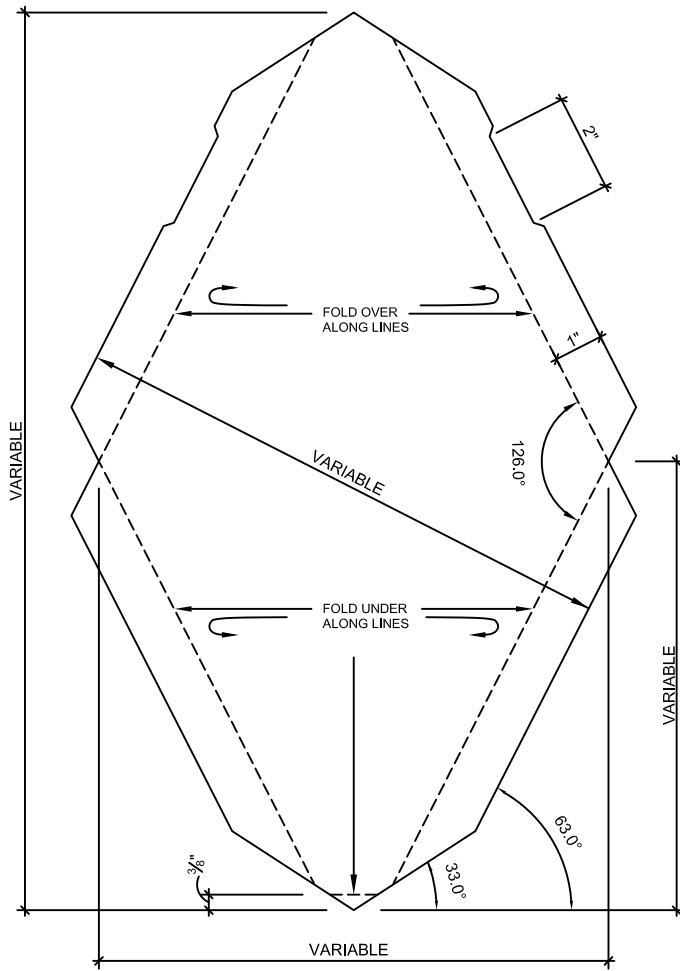 2"
FOLD OVER
ALONG LINES
1"
VARIABLE
VARIABLE
126.0°
FOLD UNDER
ALONG LINES
VARIABLE
63.0°
3/8"
33.0°
VARIABLE